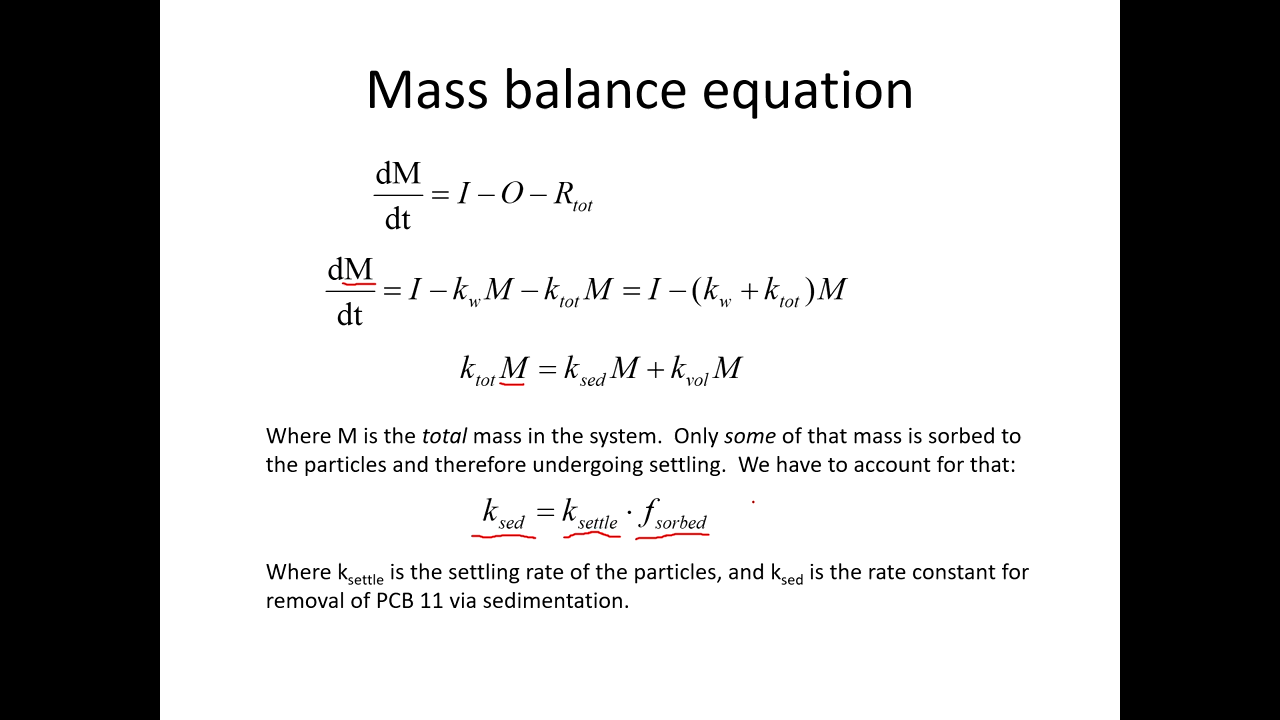 Mass balance equation
dM/dt = I − O − R_tot
dM/dt = I − k_w M − k_tot M = I − (k_w + k_tot)M
k_tot M = k_sed M + k_vol M
Where M is the total mass in the system.  Only some of that mass is sorbed to
the particles and therefore undergoing settling.  We have to account for that:
k_sed = k_settle · f_sorbed
Where k_settle is the settling rate of the particles, and k_sed is the rate constant for
removal of PCB 11 via sedimentation.